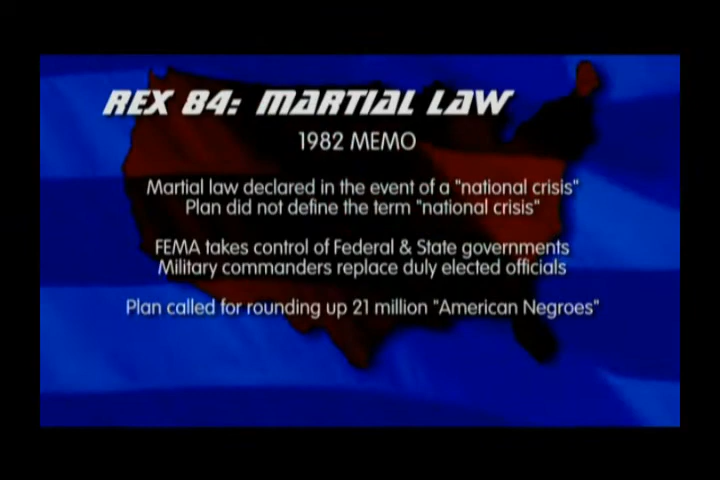 REX 84: MARTIAL LAW
1982 MEMO
Martial law declared in the event of a "national crisis"
Plan did not define the term "national crisis"
FEMA takes control of Federal & State governments
Military commanders replace duly elected officials
Plan called for rounding up 21 million "American Negroes"